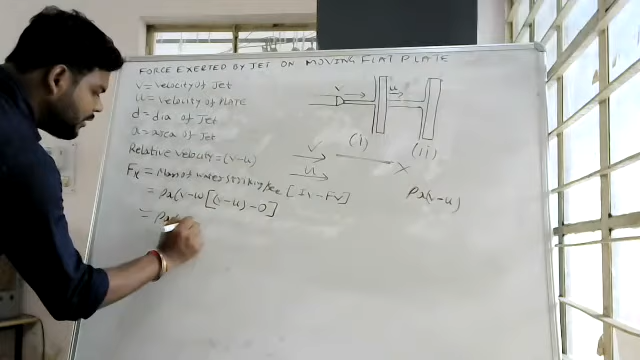 FORCE EXERTED BY JET ON MOVING FLAT PLATE
V = velocity of Jet
u = velocity of PLATE
d = dia of Jet
a = area of Jet
Relative velocity = (V-u)
Fx = Mass of water striking/sec [Iv - Fv]
= ρa(v-u) [(v-u) - 0]
= ρa
V
u
(i)
(ii)
V
u
X
ρa(v-u)